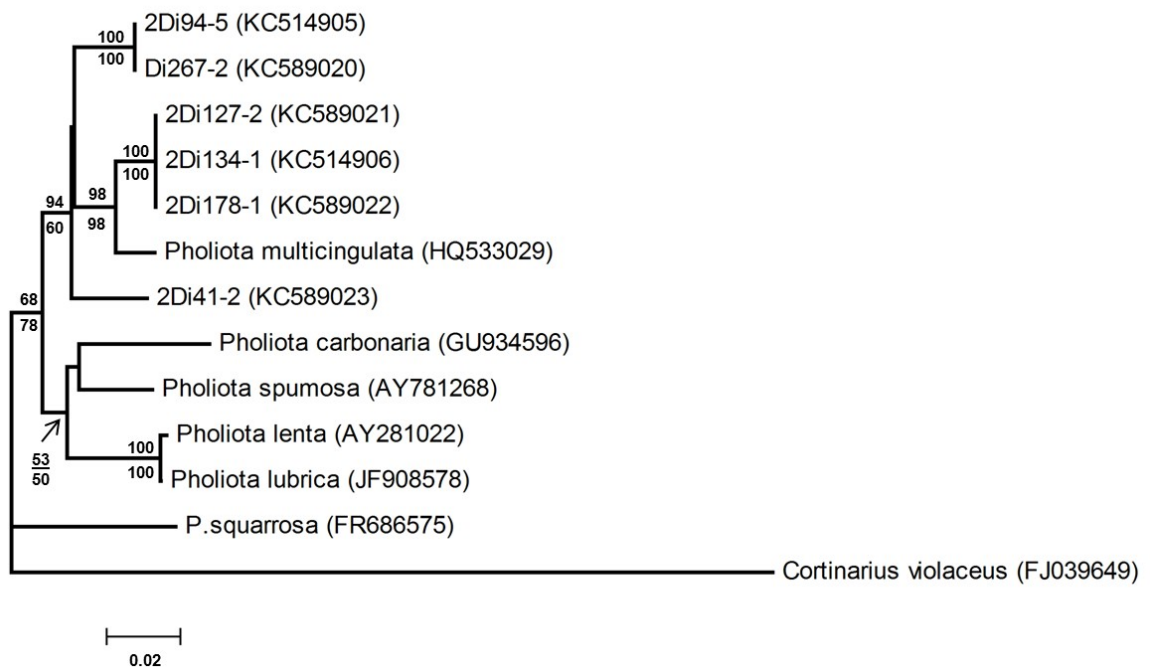 2Di94-5 (KC514905)
100
100
Di267-2 (KC589020)
2Di127-2 (KC589021)
100
2Di134-1 (KC514906)
100
98
2Di178-1 (KC589022)
94
98
60
Pholiota multicingulata (HQ533029)
2Di41-2 (KC589023)
68
78
Pholiota carbonaria (GU934596)
Pholiota spumosa (AY781268)
Pholiota lenta (AY281022)
100
53
100
50
Pholiota lubrica (JF908578)
P.squarrosa (FR686575)
Cortinarius violaceus (FJ039649)
0.02